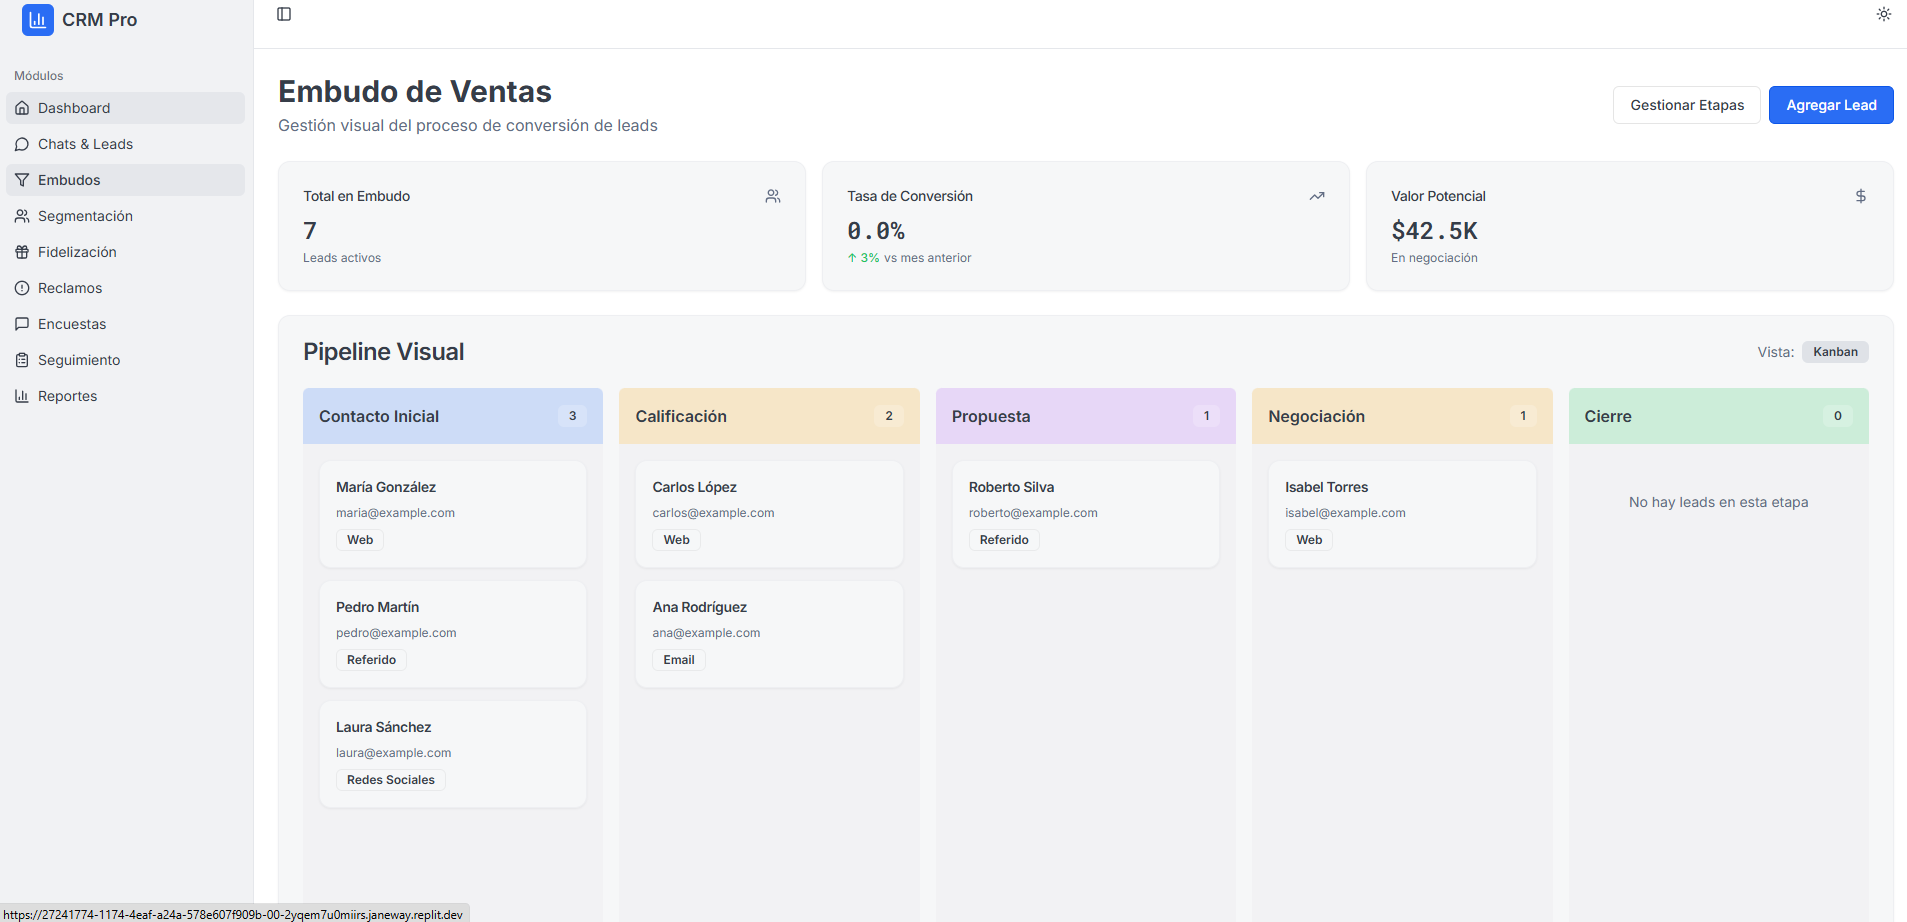 CRM Pro
Módulos
Dashboard
Chats & Leads
Embudos
Segmentación
Fidelización
Reclamos
Encuestas
Seguimiento
Reportes
Embudo de Ventas
Gestión visual del proceso de conversión de leads
Gestionar Etapas
Agregar Lead
Total en Embudo
7
Leads activos
Tasa de Conversión
0.0%
↑ 3% vs mes anterior
Valor Potencial
$
$42.5K
En negociación
Pipeline Visual
Vista: Kanban
Contacto Inicial 3
María González
maria@example.com
Web
Pedro Martín
pedro@example.com
Referido
Laura Sánchez
laura@example.com
Redes Sociales
Calificación 2
Carlos López
carlos@example.com
Web
Ana Rodríguez
ana@example.com
Email
Propuesta 1
Roberto Silva
roberto@example.com
Referido
Negociación 1
Isabel Torres
isabel@example.com
Web
Cierre 0
No hay leads en esta etapa
https://27241774-1174-4eaf-a24a-578e607f909b-00-2yqem7u0miirs.janeway.replit.dev